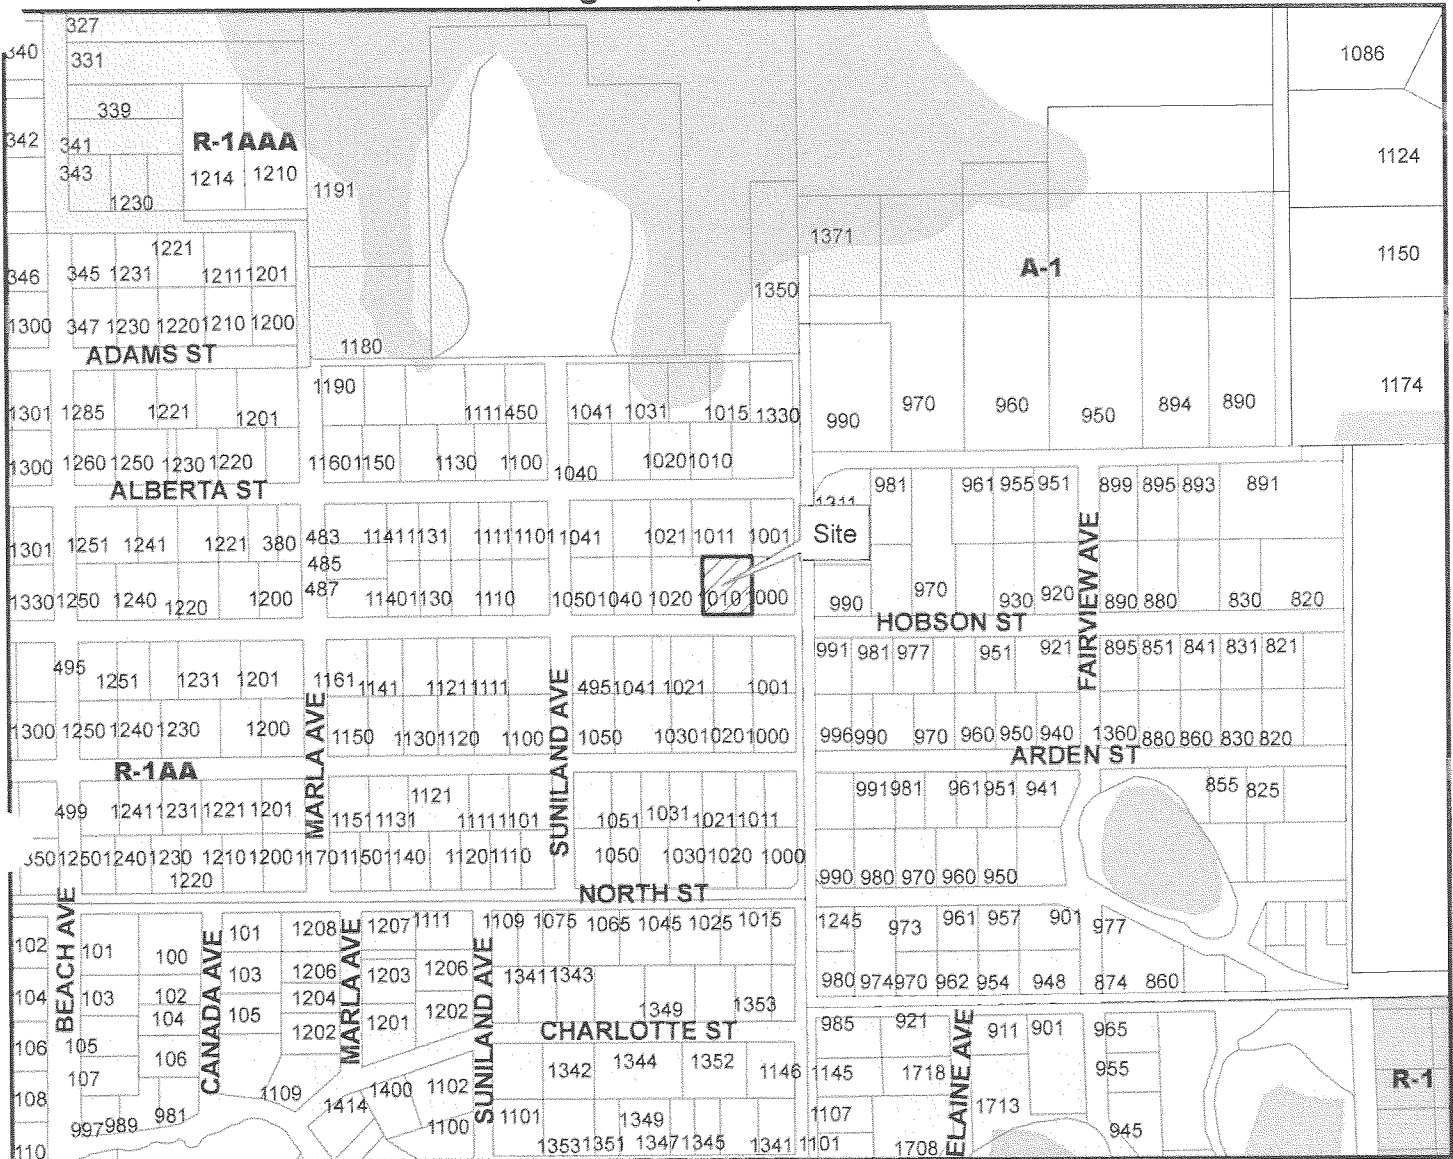 327
340 331 1086
339
342 341 R-1AAA 1124
343 1214 1210 1191
1230
1371
1221 1150
346 345 1231 1211 1201 A-1
1350
1300 347 1230 1220 1210 1200
ADAMS ST 1180
1190 1174
1301 1285 1221 1201 1111 450 1041 1031 1015 1330 990 970 960 950 894 890
1300 1260 1250 1230 1220 1160 1150 1130 1100 1040 1020 1010
ALBERTA ST 981 961 955 951 899 895 893 891
1311
1301 1251 1241 1221 380 483 1141 1131 1111 1101 1041 1021 1011 1001 Site
485
487
1330 1250 1240 1220 1200 1140 1130 1110 1050 1040 1020 1010 1000 990 970 930 920 FAIRVIEW AVE 890 880 830 820
HOBSON ST
991 981 977 951 921 895 851 841 831 821
495 1251 1231 1201 1161 1141 1121 1111 SUNILAND AVE 495 1041 1021 1001
1300 1250 1240 1230 1200 MARLA AVE 1150 1130 1120 1100 1050 1030 1020 1000 996 990 970 960 950 940 1360 880 860 830 820
ARDEN ST
R-1AA
1121 991 981 961 951 941 855 825
499 1241 1231 1221 1201 1151 1131 1111 1101 1051 1031 1021 1011
1250 1240 1230 1210 1200 1170 1150 1140 1120 1110 1050 1030 1020 1000
1220 990 980 970 960 950
NORTH ST
102 BEACH AVE 101 100 CANADA AVE 101 1208 MARLA AVE 1207 1111 SUNILAND AVE 1109 1075 1065 1045 1025 1015 1245 973 961 957 901 977
103 1206 1203 1206 1341 1343 980 974 970 962 954 948 874 860
104 103 102 1204 1202 1349 1353
104 105 1202 1201
CHARLOTTE ST 985 921 ELAINE AVE 911 901 965
106 105 106 1342 1344 1352 1146 1145 1718 955
107 R-1
108 1109 1400 1102 1414 1101 1349 1107 1713
997 989 981 1100 945
110 1353 1351 1347 1345 1341 1101 1708